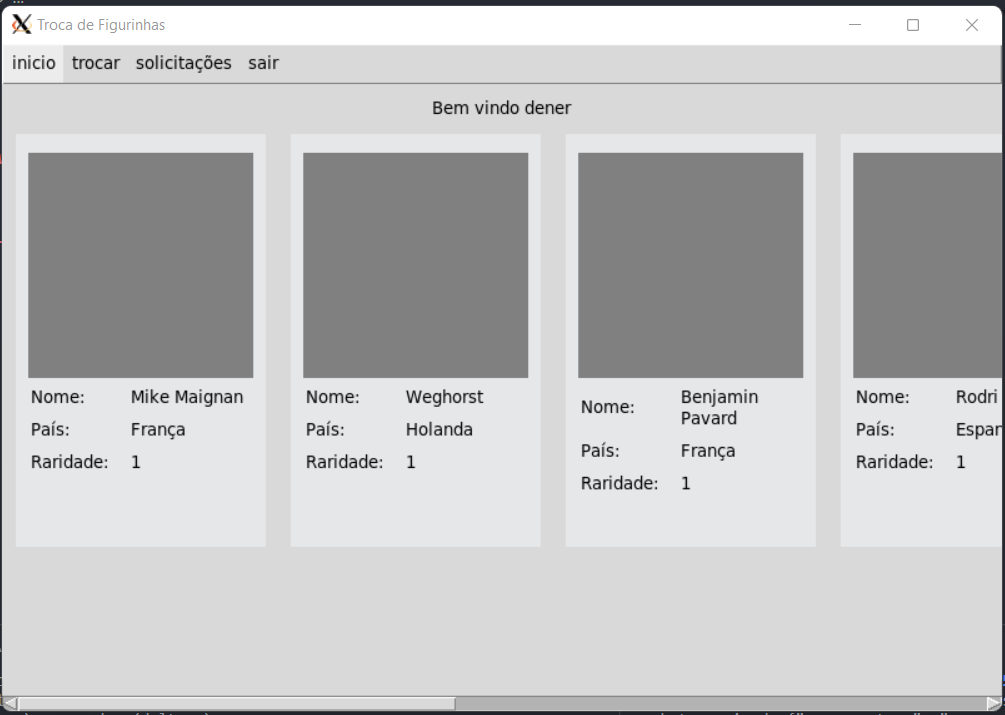 Troca de Figurinhas
inicio trocar solicitações sair
Bem vindo dener
Nome: Mike Maignan
País: França
Raridade: 1
Nome: Weghorst
País: Holanda
Raridade: 1
Nome: Benjamin
Pavard
País: França
Raridade: 1
Nome: Rodri
País: Espan
Raridade: 1